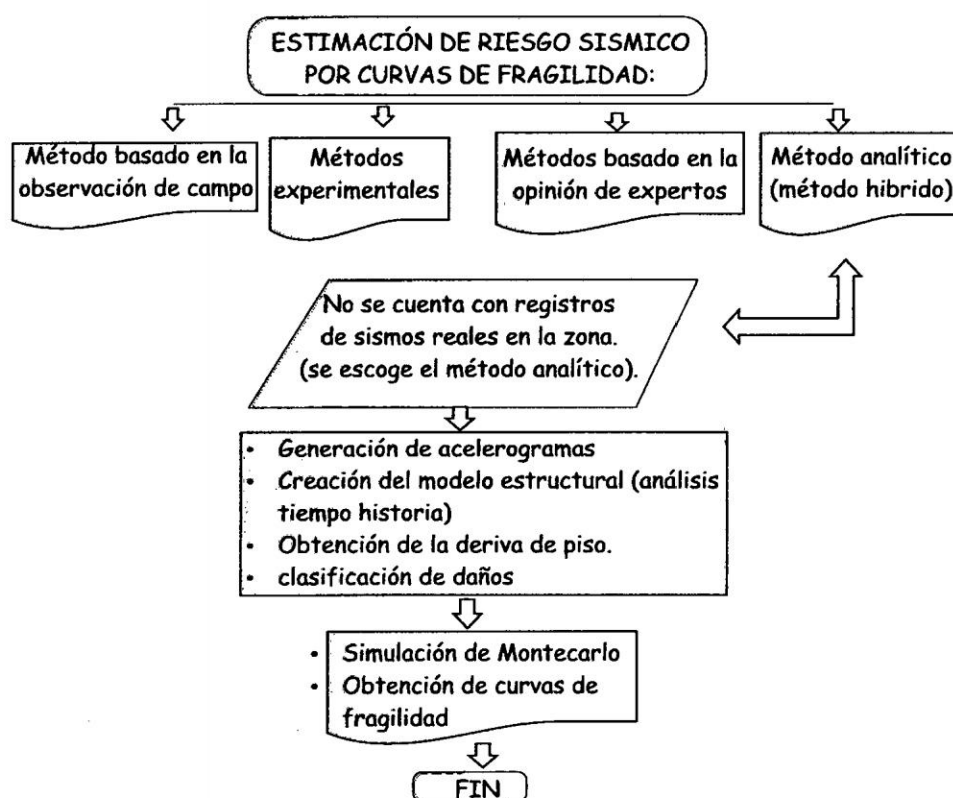 ESTIMACIÓN DE RIESGO SISMICO
POR CURVAS DE FRAGILIDAD:
Método basado en la
observación de campo
Métodos
experimentales
Métodos basado en la
opinión de expertos
Método analítico
(método hibrido)
No se cuenta con registros
de sismos reales en la zona.
(se escoge el método analítico).
• Generación de acelerogramas
• Creación del modelo estructural (análisis
tiempo historia)
• Obtención de la deriva de piso.
• clasificación de daños
• Simulación de Montecarlo
• Obtención de curvas de
fragilidad
FIN